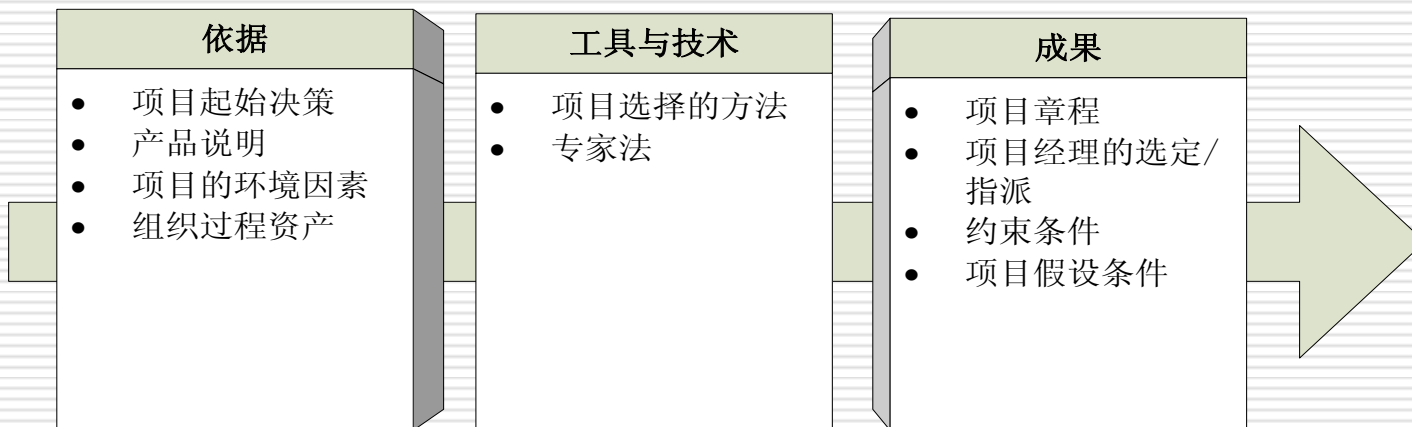 依据
● 项目起始决策
● 产品说明
● 项目的环境因素
● 组织过程资产
工具与技术
● 项目选择的方法
● 专家法
成果
● 项目章程
● 项目经理的选定/
指派
● 约束条件
● 项目假设条件